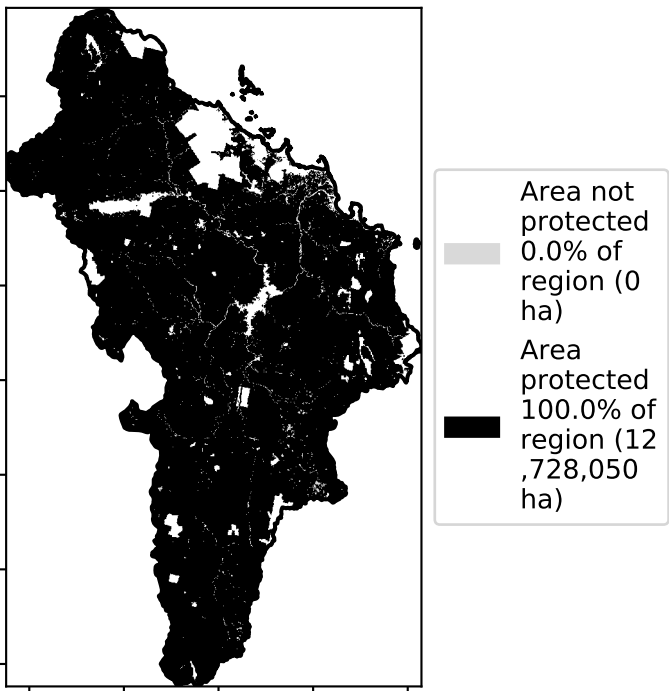 Area not
protected
0.0% of
region (0
ha)
Area
protected
100.0% of
region (12
,728,050
ha)